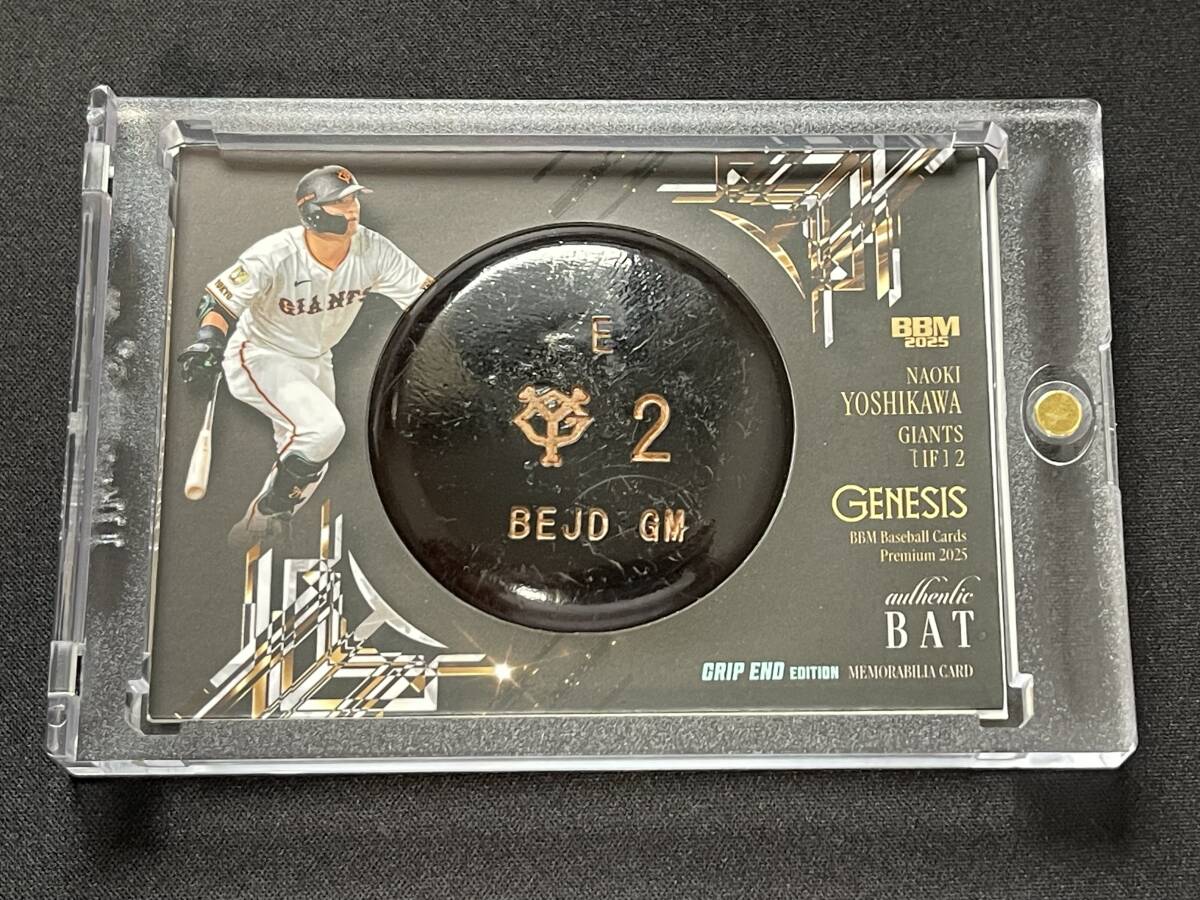 GIANTS
TOKYO
E
2
BEJD GM
BBM
2025
NAOKI
YOSHIKAWA
GIANTS
[IF] 2
GENESIS
BBM Baseball Cards
Premium 2025
authentic
BAT
GRIP END EDITION MEMORABILIA CARD